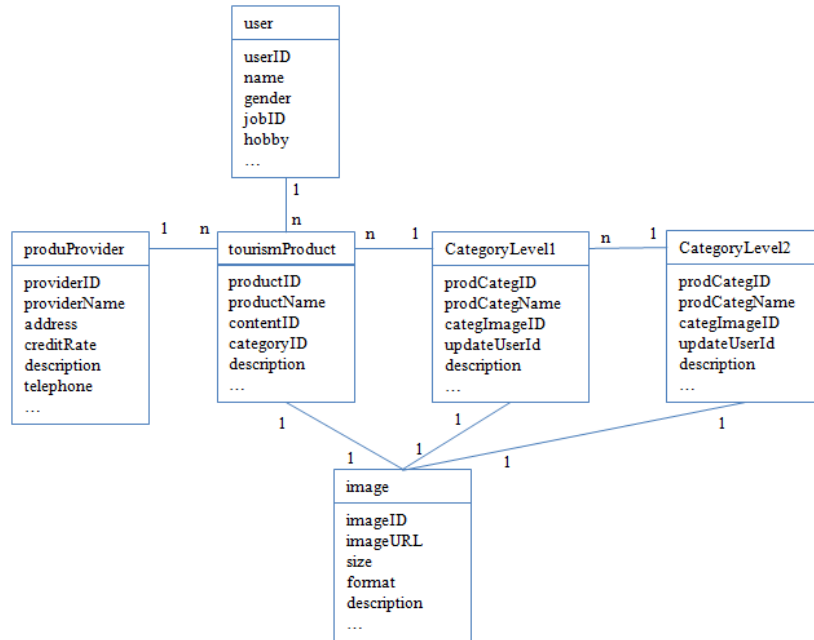 user
userID
name
gender
jobID
hobby
...
1
n
1
n
n
1
n
1
produProvider
providerID
providerName
address
creditRate
description
telephone
...
tourismProduct
productID
productName
contentID
categoryID
description
...
CategoryLevel1
prodCategID
prodCategName
categImageID
updateUserId
description
...
CategoryLevel2
prodCategID
prodCategName
categImageID
updateUserId
description
...
1
1
1
1
1
1
image
imageID
imageURL
size
format
description
...